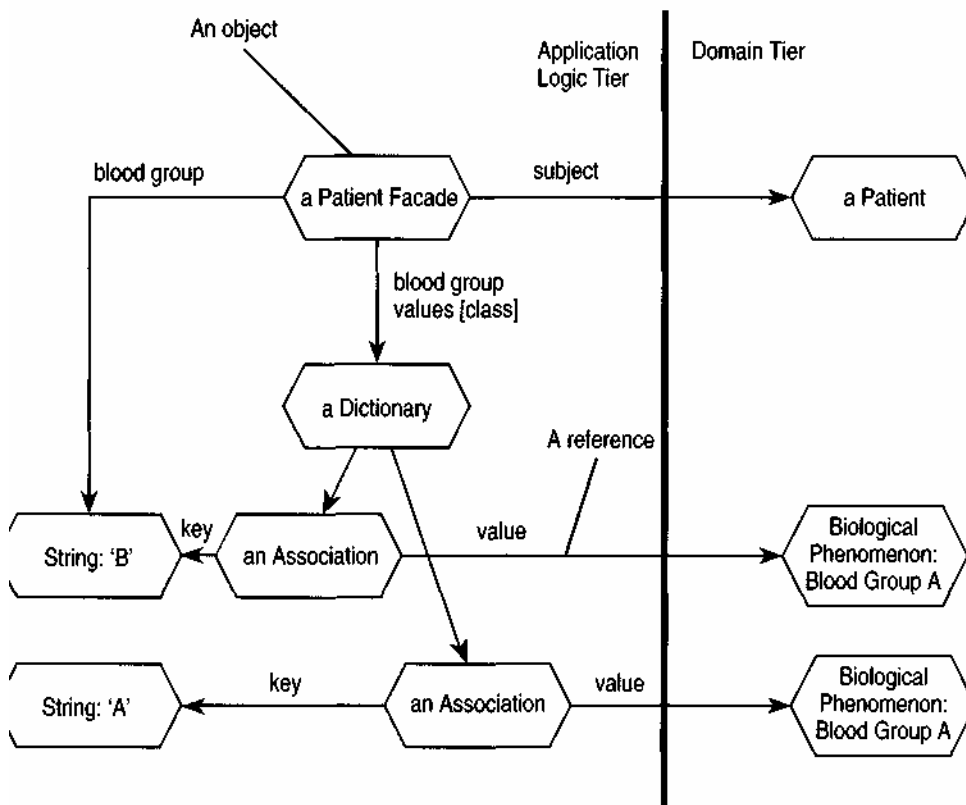 An object
Application
Logic Tier
Domain Tier
blood group
a Patient Facade
subject
a Patient
blood group
values [class]
a Dictionary
A reference
String: ‘B’
key
an Association
value
Biological
Phenomenon:
Blood Group A
String: ‘A’
key
an Association
value
Biological
Phenomenon:
Blood Group A